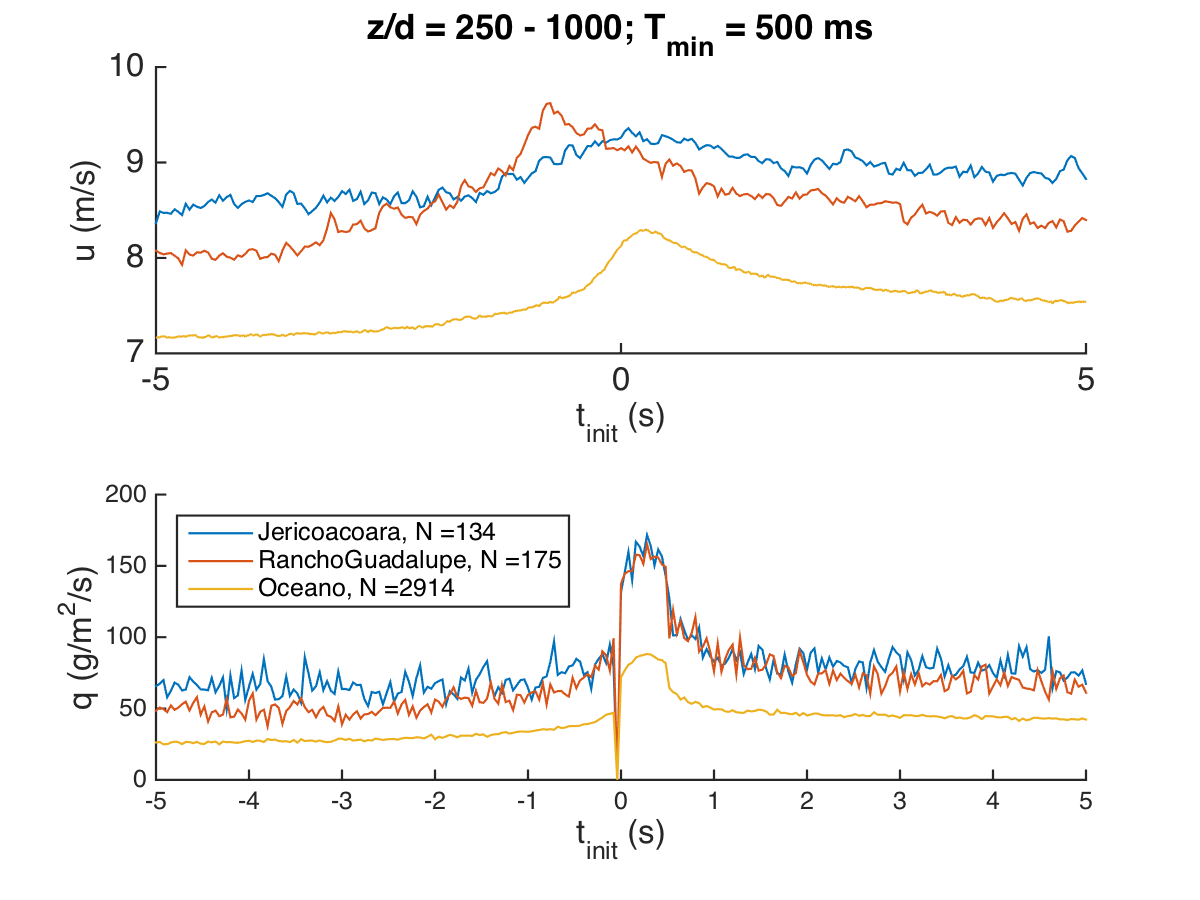 z/d = 250 - 1000; T_min = 500 ms
10
9
8
7
u (m/s)
-5 0 5
t_init (s)
200
150
100
50
0
q (g/m^2/s)
Jericoacoara, N =134
RanchoGuadalupe, N =175
Oceano, N =2914
-5 -4 -3 -2 -1 0 1 2 3 4 5
t_init (s)